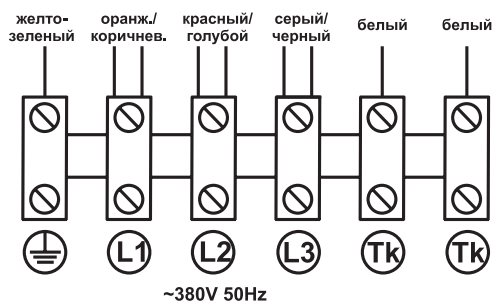 желто-
зеленый
оранж./
коричнев.
красный/
голубой
серый/
черный
белый
белый
L1 L2 L3 Tk Tk
~380V 50Hz